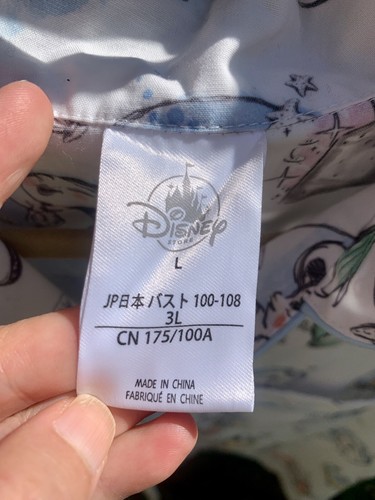 Disney
STORE
L
JP日本 バスト 100-108
3L
CN 175/100A
MADE IN CHINA
FABRIQUÉ EN CHINE